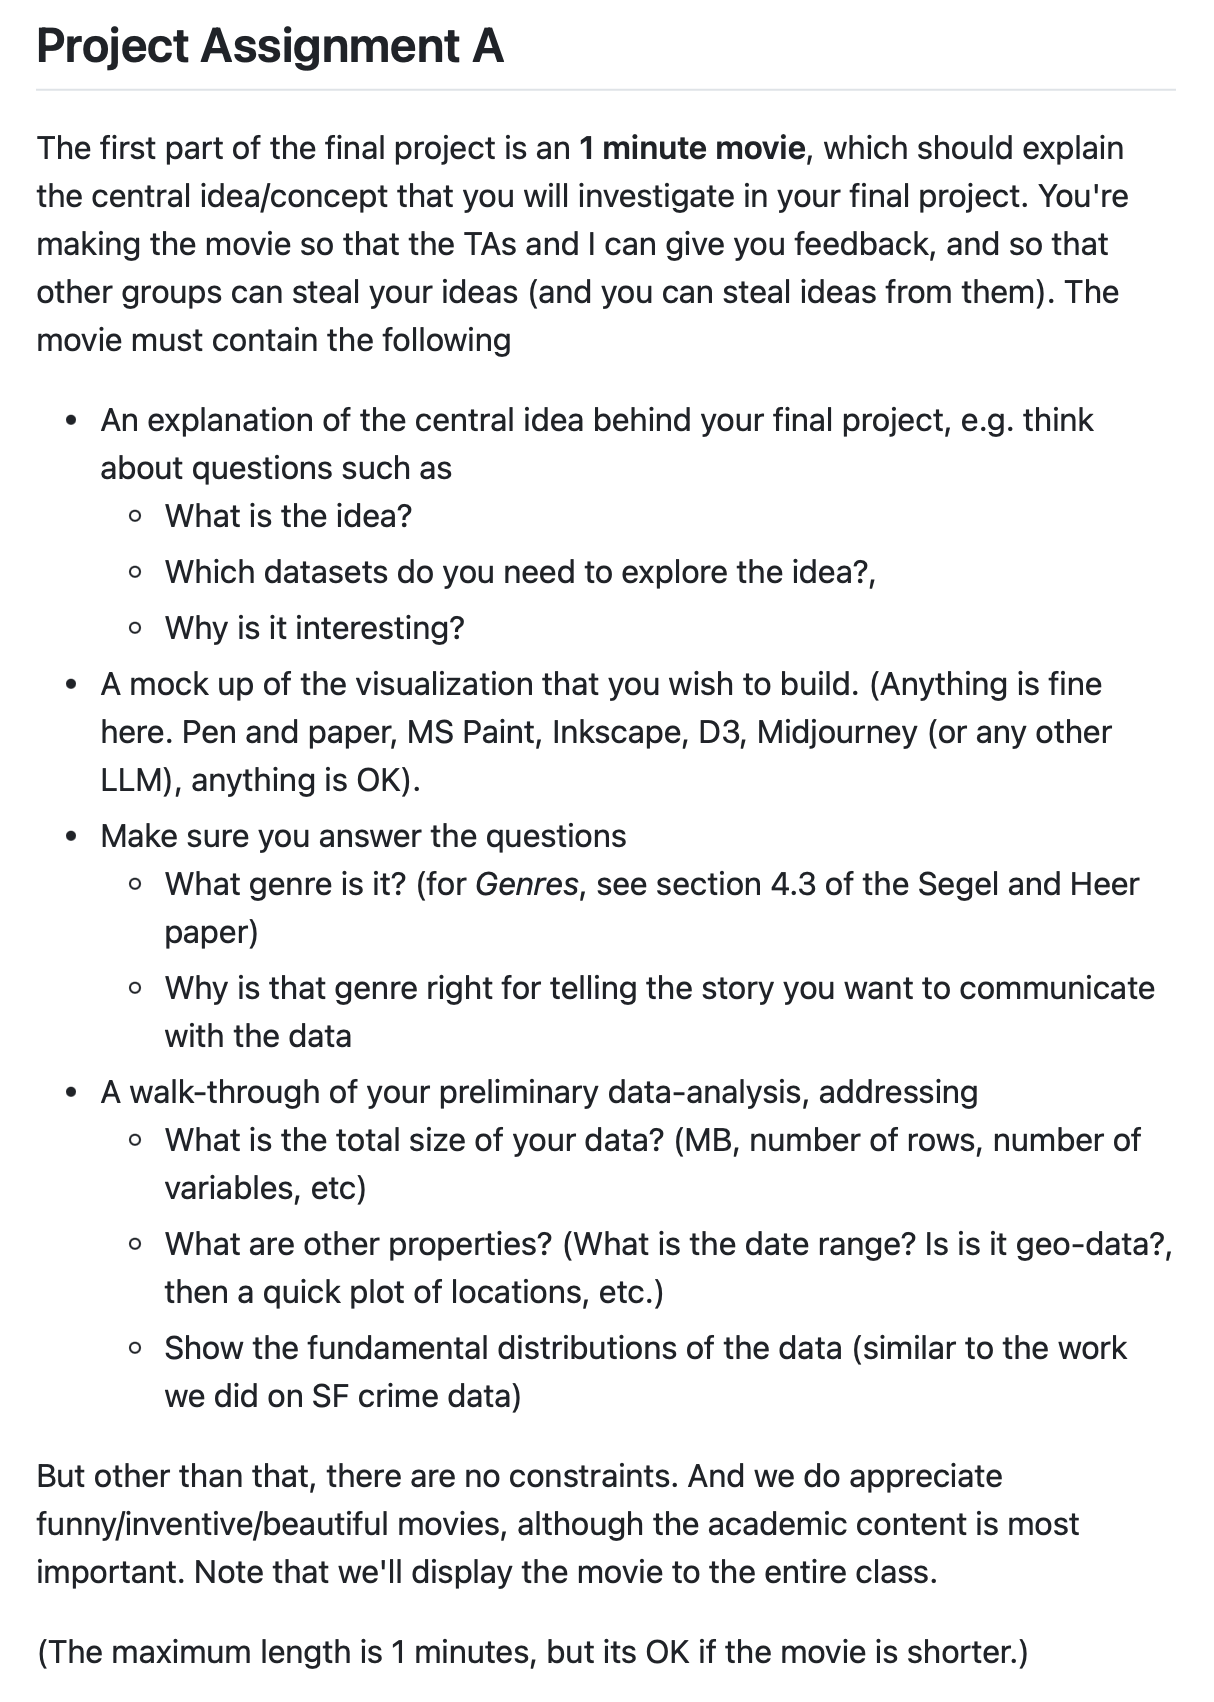 Project Assignment A
The first part of the final project is an 1 minute movie, which should explain
the central idea/concept that you will investigate in your final project. You're
making the movie so that the TAs and I can give you feedback, and so that
other groups can steal your ideas (and you can steal ideas from them). The
movie must contain the following
• An explanation of the central idea behind your final project, e.g. think
about questions such as
◦ What is the idea?
◦ Which datasets do you need to explore the idea?,
◦ Why is it interesting?
• A mock up of the visualization that you wish to build. (Anything is fine
here. Pen and paper, MS Paint, Inkscape, D3, Midjourney (or any other
LLM), anything is OK).
• Make sure you answer the questions
◦ What genre is it? (for Genres, see section 4.3 of the Segel and Heer
paper)
◦ Why is that genre right for telling the story you want to communicate
with the data
• A walk-through of your preliminary data-analysis, addressing
◦ What is the total size of your data? (MB, number of rows, number of
variables, etc)
◦ What are other properties? (What is the date range? Is is it geo-data?,
then a quick plot of locations, etc.)
◦ Show the fundamental distributions of the data (similar to the work
we did on SF crime data)
But other than that, there are no constraints. And we do appreciate
funny/inventive/beautiful movies, although the academic content is most
important. Note that we'll display the movie to the entire class.
(The maximum length is 1 minutes, but its OK if the movie is shorter.)